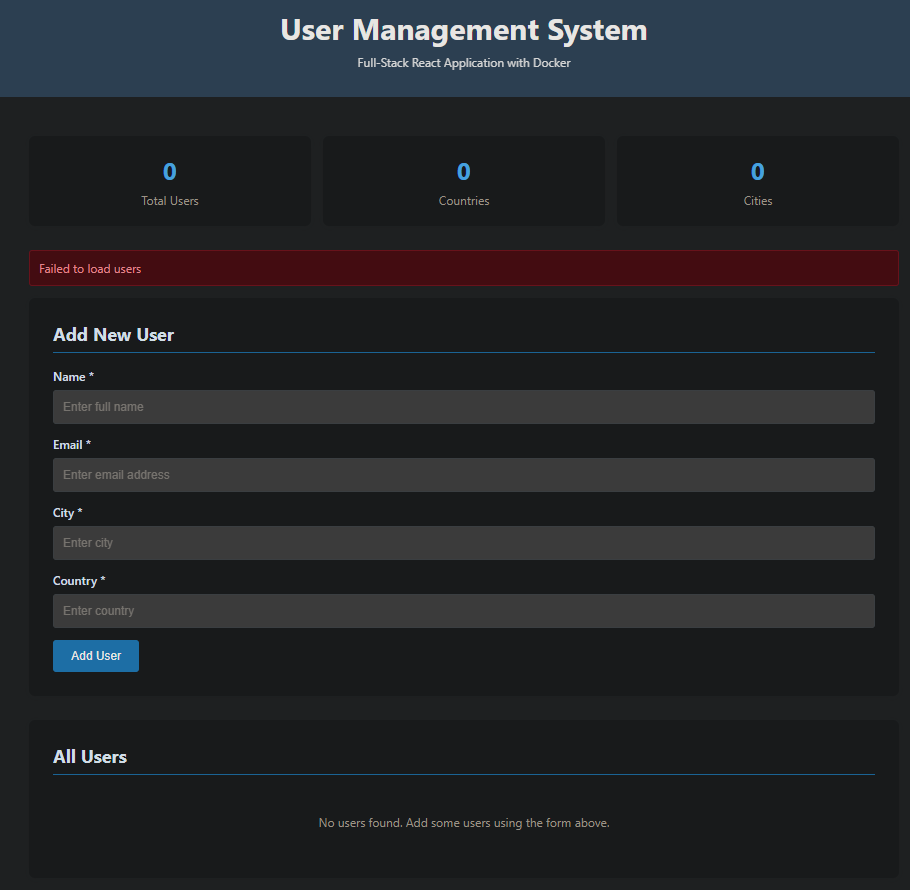 User Management System
Full-Stack React Application with Docker
0
Total Users
0
Countries
0
Cities
Failed to load users
Add New User
Name *
Enter full name
Email *
Enter email address
City *
Enter city
Country *
Enter country
Add User
All Users
No users found. Add some users using the form above.